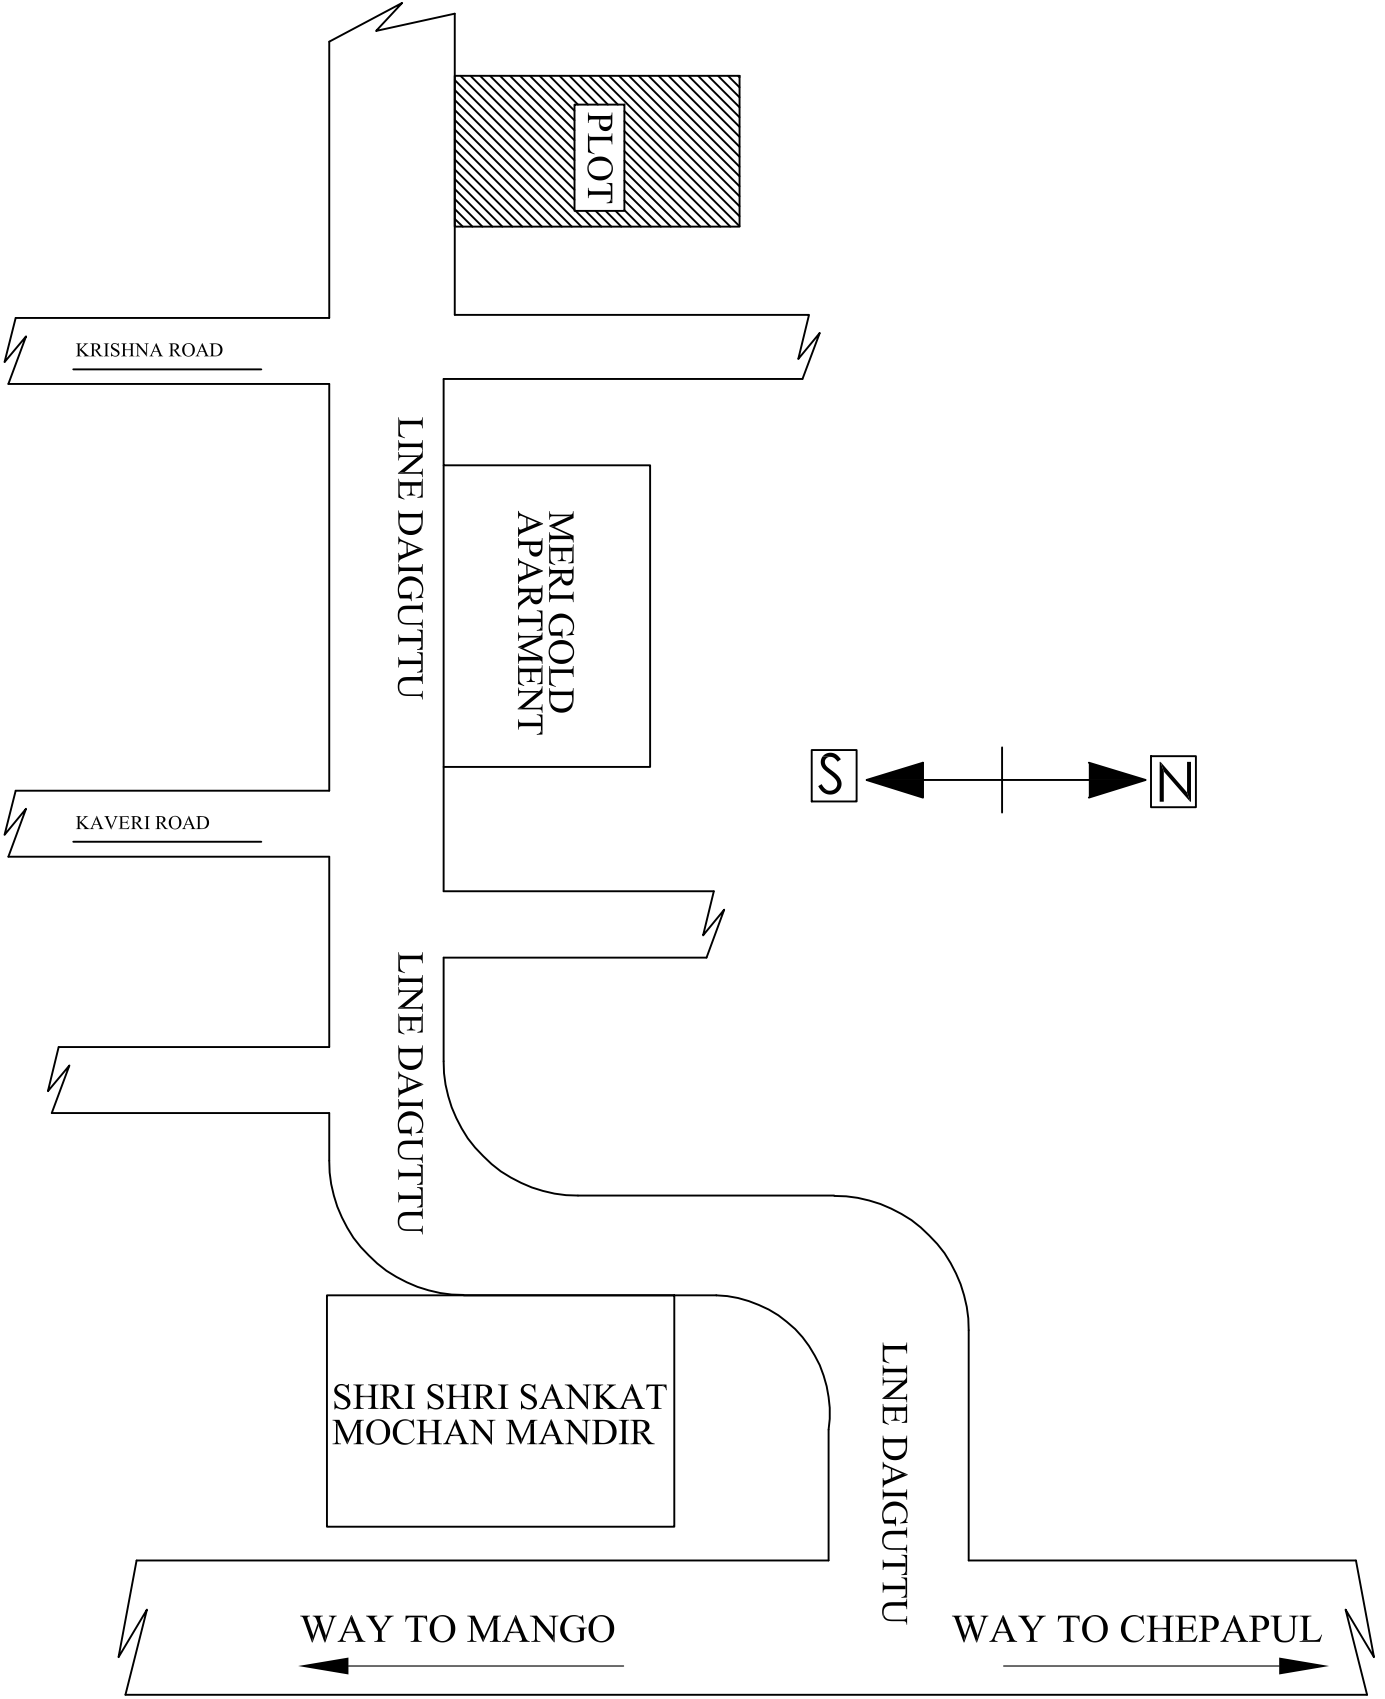 PLOT
KRISHNA ROAD
LINE DAIGUTTU
MERI GOLD
APARTMENT
S
N
KAVERI ROAD
LINE DAIGUTTU
LINE DAIGUTTU
SHRI SHRI SANKAT
MOCHAN MANDIR
WAY TO MANGO
WAY TO CHEPAPUL